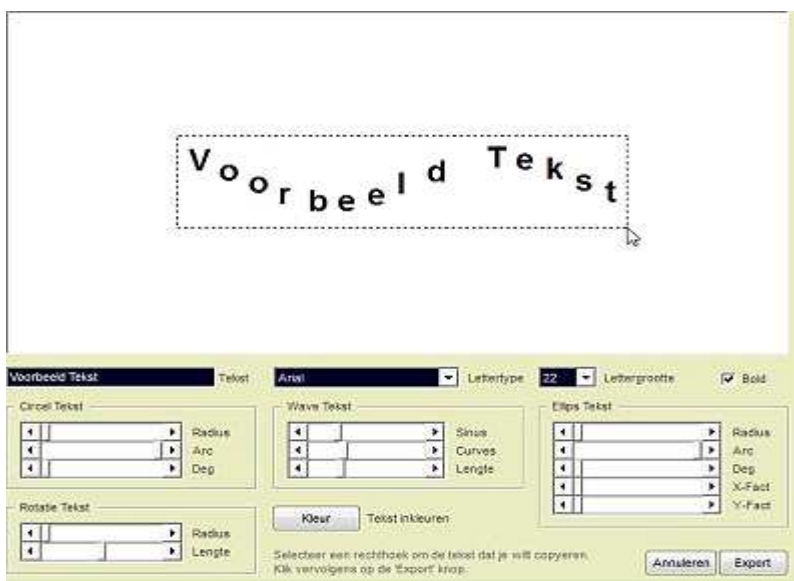 Voorbeeld Tekst
Voorbeeld Tekst Tekst Arial Lettertype 22 Lettergrootte Bold
Circel Tekst
Radius
Arc
Deg
Wave Tekst
Sinus
Curves
Lengte
Ellips Tekst
Radius
Arc
Deg
X-Fact
Y-Fact
Rotatie Tekst
Radius
Lengte
Kleur Tekst inkleuren
Selecteer een rechthoek om de tekst dat je wilt copyeren.
Klik vervolgens op de 'Export' knop.
Annuleren Export